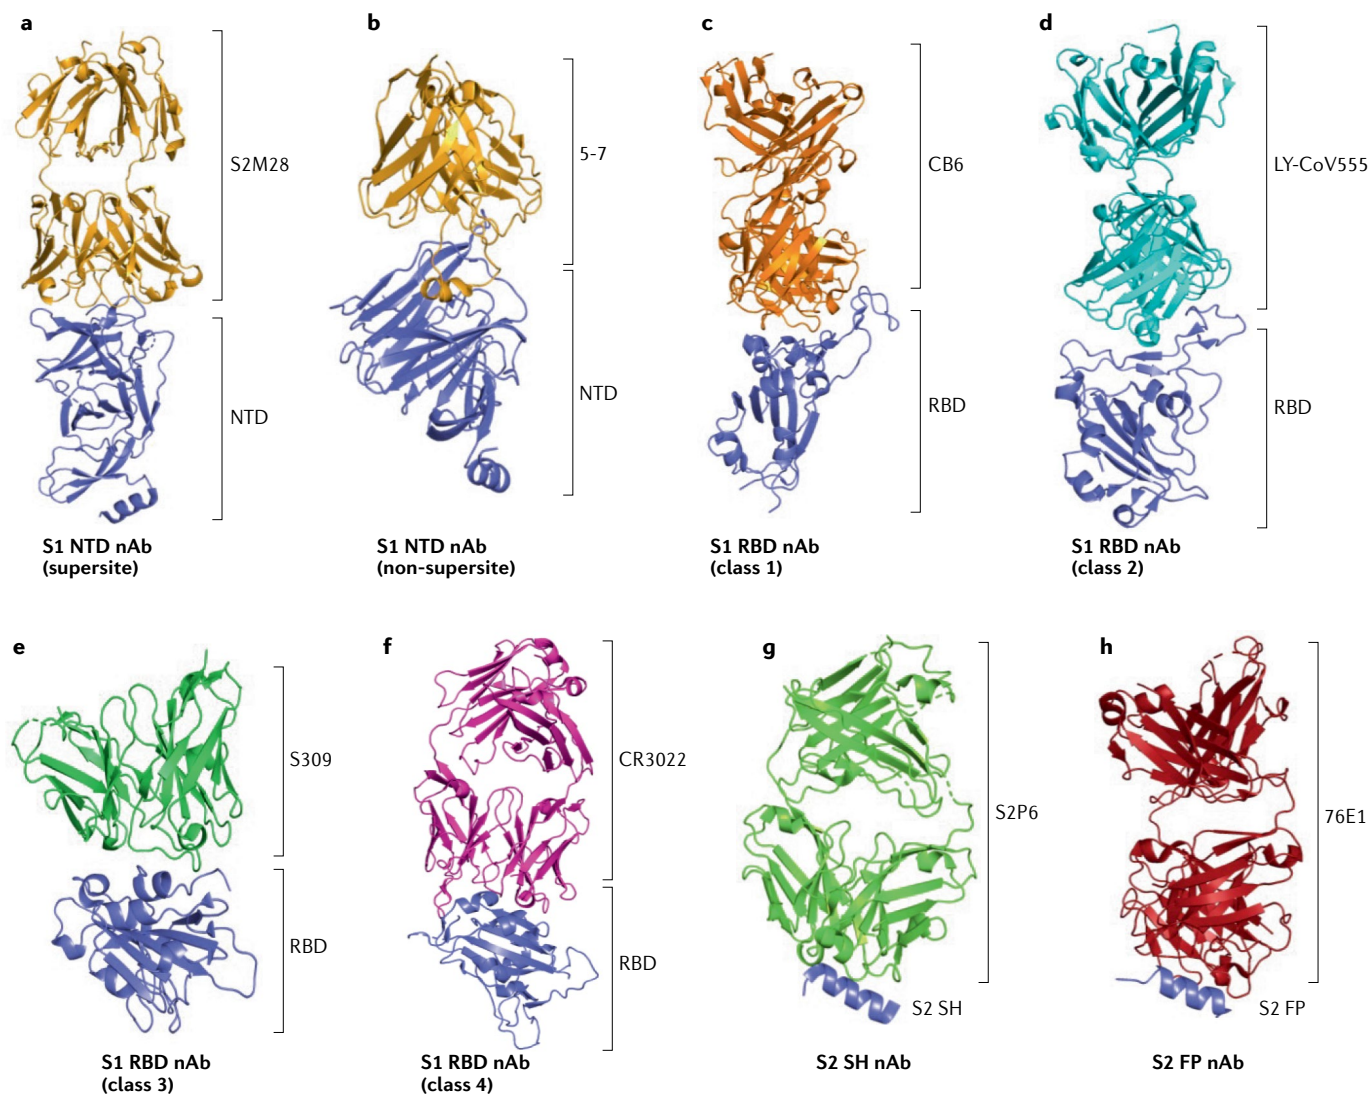 a
b
c
d
S2M28
NTD
5-7
NTD
CB6
RBD
LY-CoV555
RBD
S1 NTD nAb
(supersite)
S1 NTD nAb
(non-supersite)
S1 RBD nAb
(class 1)
S1 RBD nAb
(class 2)
e
f
g
h
S309
RBD
CR3022
RBD
S2P6
S2 SH
76E1
S2 FP
S1 RBD nAb
(class 3)
S1 RBD nAb
(class 4)
S2 SH nAb
S2 FP nAb